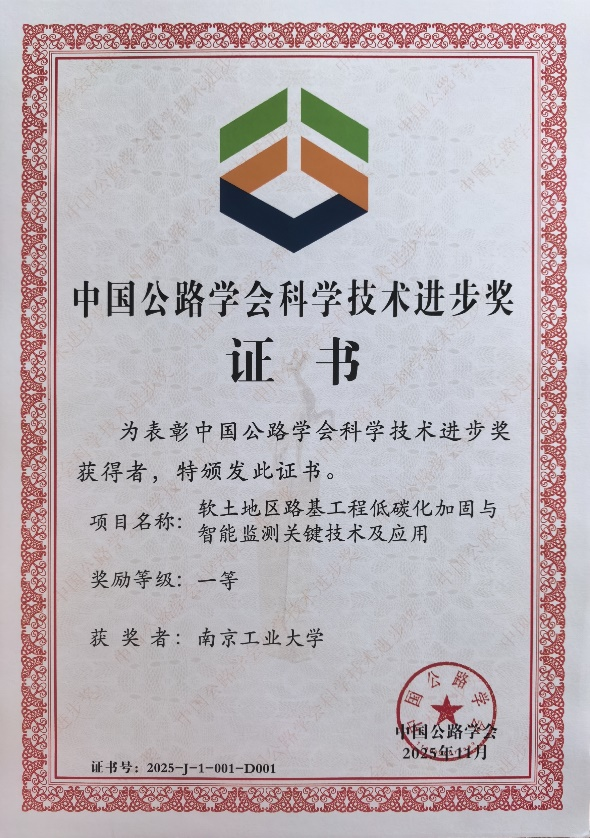 中国公路学会科学技术进步奖
证书
为表彰中国公路学会科学技术进步奖
获得者，特颁发此证书。
项目名称：软土地区路基工程低碳化加固与
智能监测关键技术及应用
奖励等级：一等
获奖者：南京工业大学
中国公路学会
中国公路学会
2025年11月
证书号：2025-J-1-001-D001